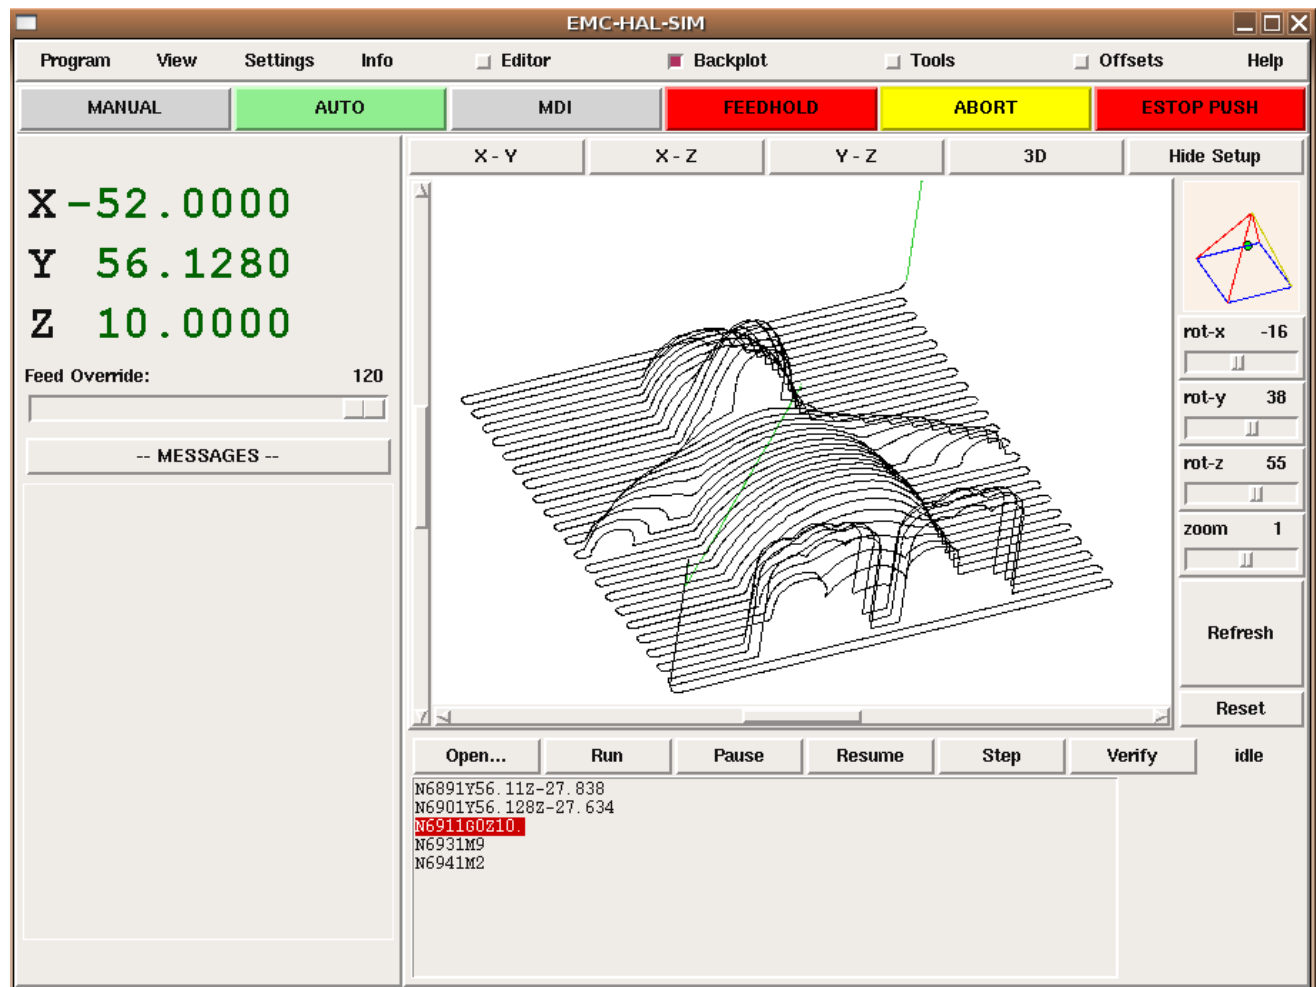 EMC-HAL-SIM
Program View Settings Info Editor Backplot Tools Offsets Help
MANUAL AUTO MDI FEEDHOLD ABORT ESTOP PUSH
X - Y X - Z Y - Z 3D Hide Setup
X -52.0000
Y 56.1280
Z 10.0000
Feed Override: 120
-- MESSAGES --
rot-x -16
rot-y 38
rot-z 55
zoom 1
Refresh
Reset
Open... Run Pause Resume Step Verify idle
N6891Y56.11Z-27.838
N6901Y56.128Z-27.634
N6911G0Z10.
N6931M9
N6941M2